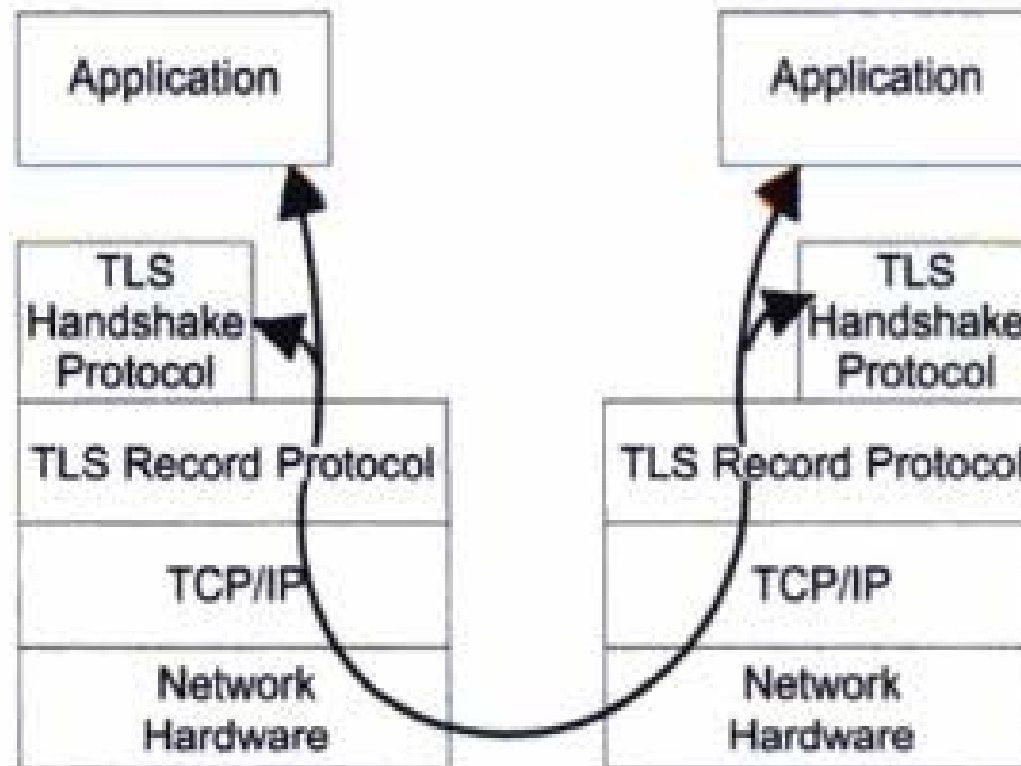 Application
Application
TLS
Handshake
Protocol
TLS
Handshake
Protocol
TLS Record Protocol
TLS Record Protocol
TCP/IP
TCP/IP
Network
Hardware
Network
Hardware